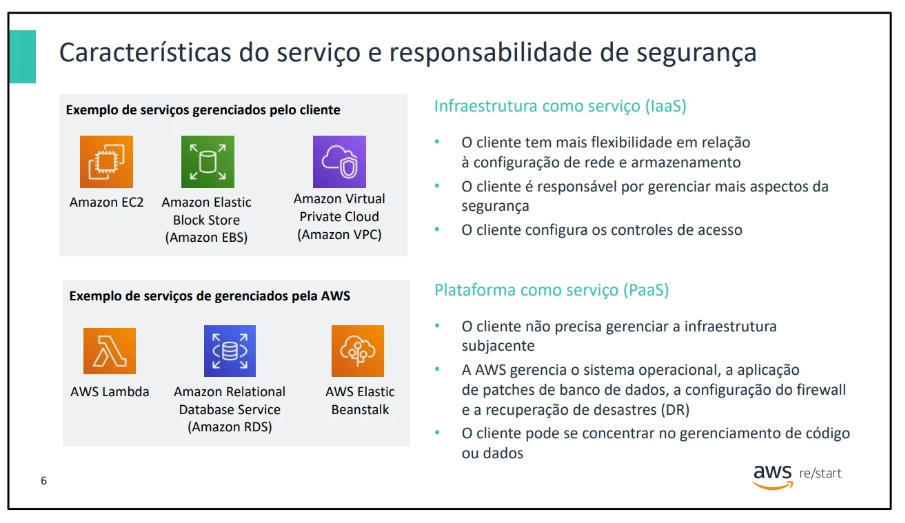 Características do serviço e responsabilidade de segurança
Exemplo de serviços gerenciados pelo cliente
Amazon EC2
Amazon Elastic
Block Store
(Amazon EBS)
Amazon Virtual
Private Cloud
(Amazon VPC)
Infraestrutura como serviço (IaaS)
• O cliente tem mais flexibilidade em relação
à configuração de rede e armazenamento
• O cliente é responsável por gerenciar mais aspectos da
segurança
• O cliente configura os controles de acesso
Exemplo de serviços de gerenciados pela AWS
AWS Lambda
Amazon Relational
Database Service
(Amazon RDS)
AWS Elastic
Beanstalk
Plataforma como serviço (PaaS)
• O cliente não precisa gerenciar a infraestrutura
subjacente
• A AWS gerencia o sistema operacional, a aplicação
de patches de banco de dados, a configuração do firewall
e a recuperação de desastres (DR)
• O cliente pode se concentrar no gerenciamento de código
ou dados
6
aws re/start